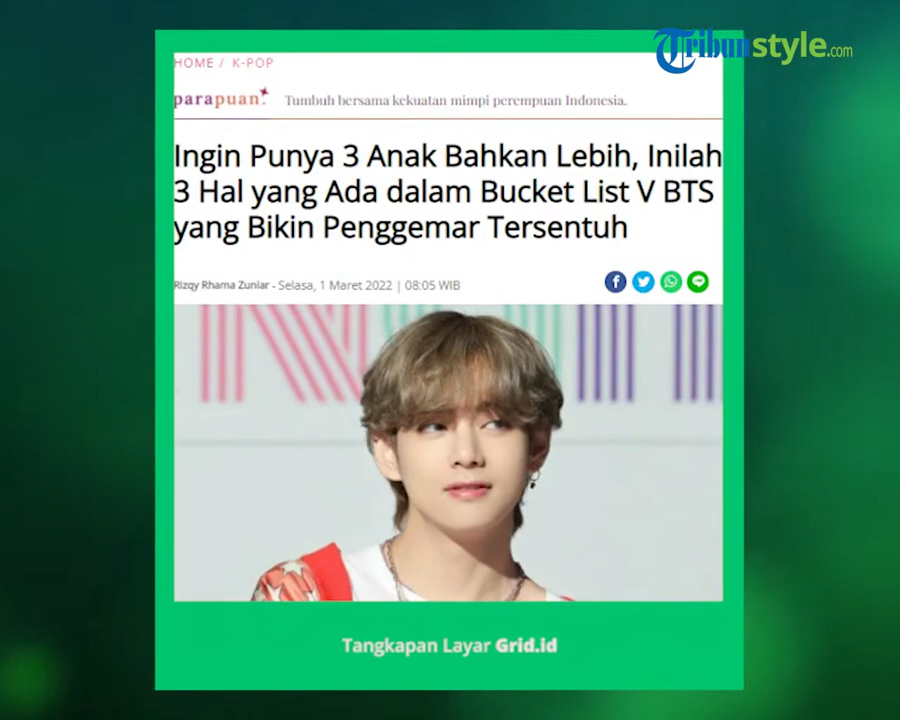 Tribunstyle.com
HOME / K-POP
parapuan. Tumbuh bersama kekuatan mimpi perempuan Indonesia.
Ingin Punya 3 Anak Bahkan Lebih, Inilah
3 Hal yang Ada dalam Bucket List V BTS
yang Bikin Penggemar Tersentuh
Rizqy Rhama Zuniar - Selasa, 1 Maret 2022 | 08:05 WIB
Tangkapan Layar Grid.id